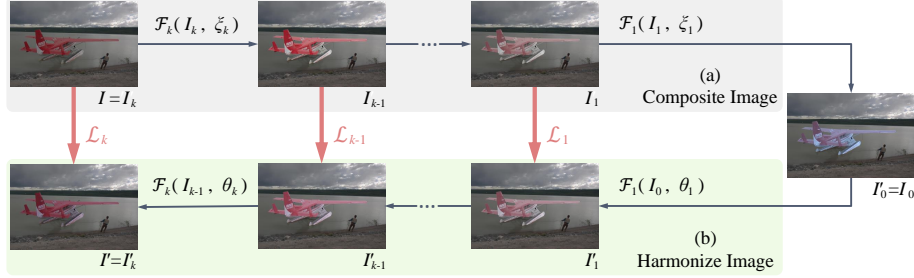 𝓕ₖ( Iₖ , ξₖ )
...
𝓕₁( I₁ , ξ₁ )
(a)
Composite Image
I = Iₖ
Iₖ₋₁
I₁
𝓛ₖ
𝓛ₖ₋₁
𝓛₁
I'₀=I₀
𝓕ₖ( Iₖ₋₁ , θₖ )
...
𝓕₁( I₀ , θ₁ )
(b)
Harmonize Image
I'=I'ₖ
I'ₖ₋₁
I'₁